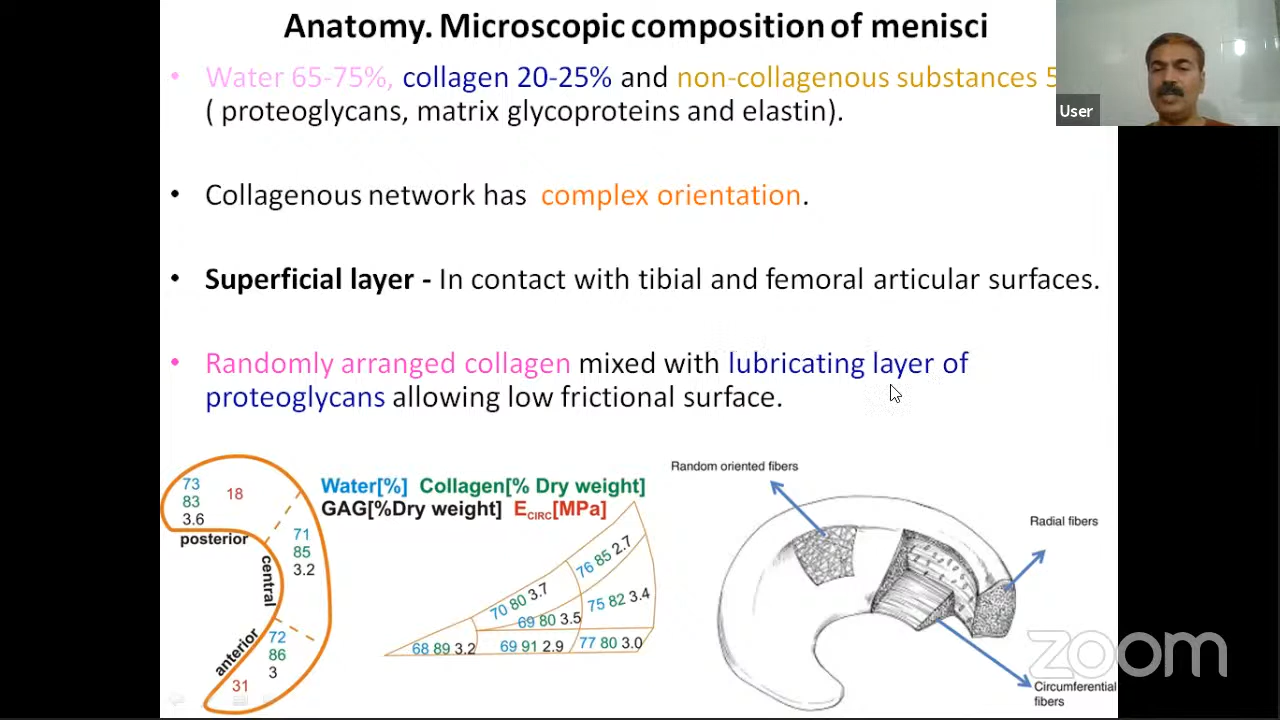 Anatomy. Microscopic composition of menisci
• Water 65-75%, collagen 20-25% and non-collagenous substances 5
( proteoglycans, matrix glycoproteins and elastin).
User
• Collagenous network has complex orientation.
• Superficial layer - In contact with tibial and femoral articular surfaces.
• Randomly arranged collagen mixed with lubricating layer of
proteoglycans allowing low frictional surface.
73
83
3.6
18
posterior
71
85
3.2
central
72
86
3
anterior
31
Water[%] Collagen[% Dry weight]
GAG[%Dry weight] ECIRC[MPa]
76 85 2.7
70 80 3.7
75 82 3.4
69 80 3.5
68 89 3.2
69 91 2.9
77 80 3.0
Random oriented fibers
Radial fibers
Circumferential
fibers
zoom